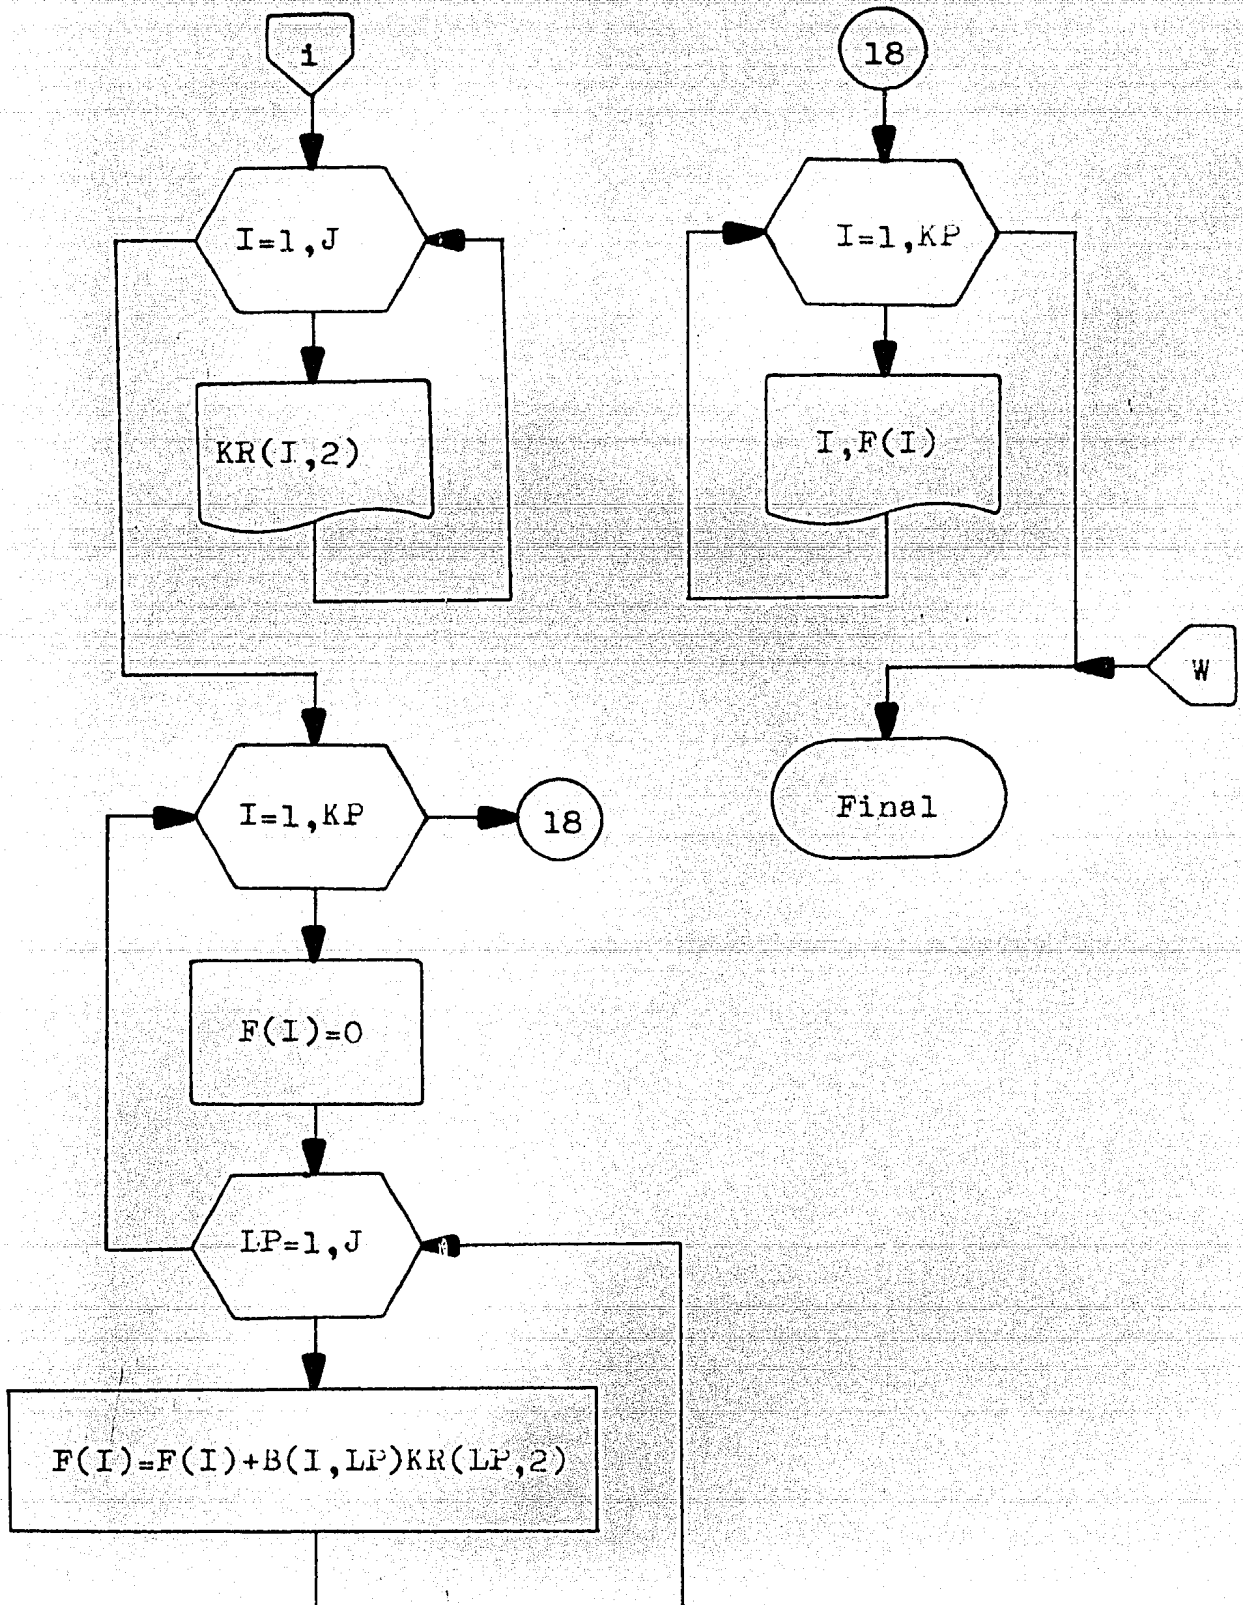 i
I=1,J
KR(I,2)
I=1,KP
18
F(I)=0
LP=1,J
F(I)=F(I)+B(I,LP)KR(LP,2)
18
I=1,KP
I,F(I)
W
Final